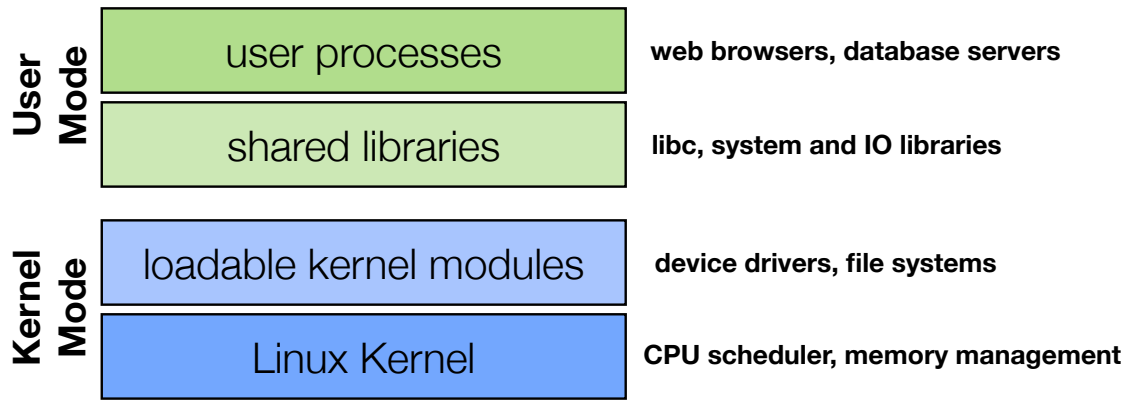 User
Mode
user processes
web browsers, database servers
shared libraries
libc, system and IO libraries
Kernel
Mode
loadable kernel modules
device drivers, file systems
Linux Kernel
CPU scheduler, memory management